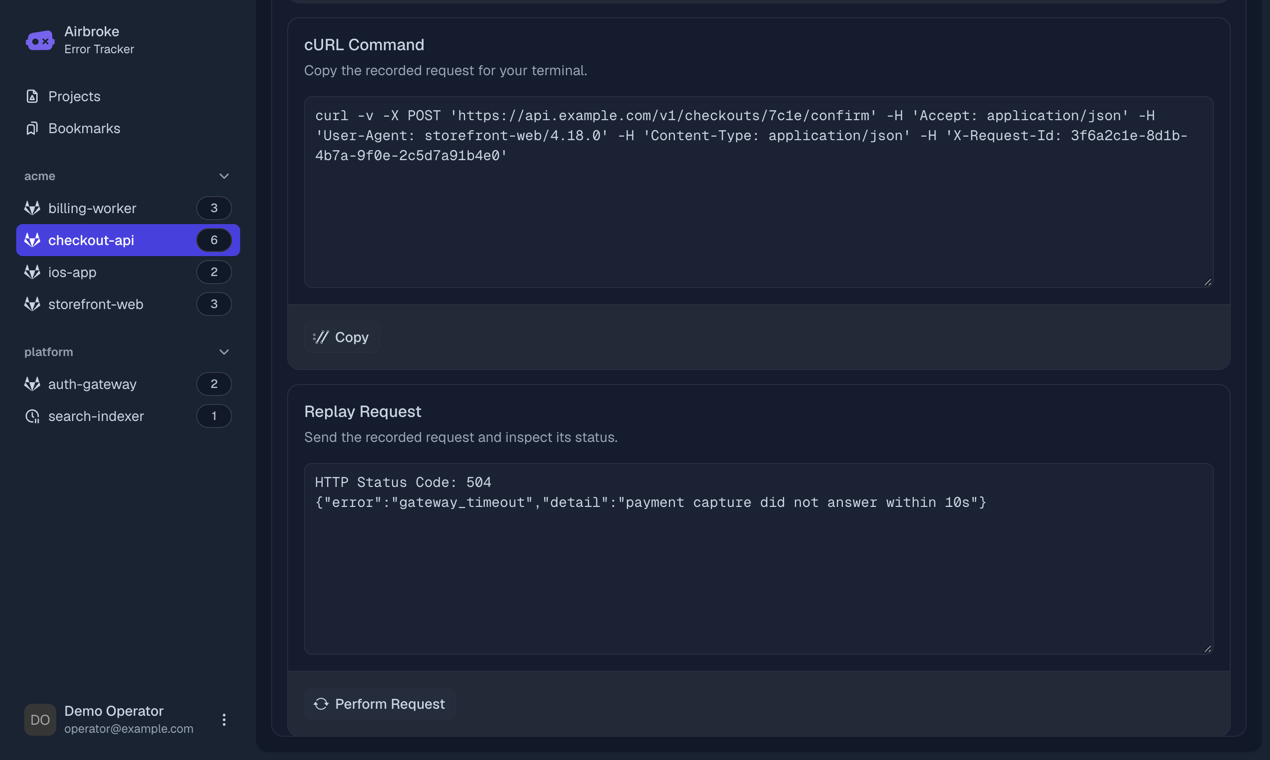 Airbroke
Error Tracker
Projects
Bookmarks
acme
billing-worker 3
checkout-api 6
ios-app 2
storefront-web 3
platform
auth-gateway 2
search-indexer 1
DO
Demo Operator
operator@example.com
cURL Command
Copy the recorded request for your terminal.
curl -v -X POST 'https://api.example.com/v1/checkouts/7c1e/confirm' -H 'Accept: application/json' -H
'User-Agent: storefront-web/4.18.0' -H 'Content-Type: application/json' -H 'X-Request-Id: 3f6a2c1e-8d1b-
4b7a-9f0e-2c5d7a91b4e0'
Copy
Replay Request
Send the recorded request and inspect its status.
HTTP Status Code: 504
{"error":"gateway_timeout","detail":"payment capture did not answer within 10s"}
Perform Request